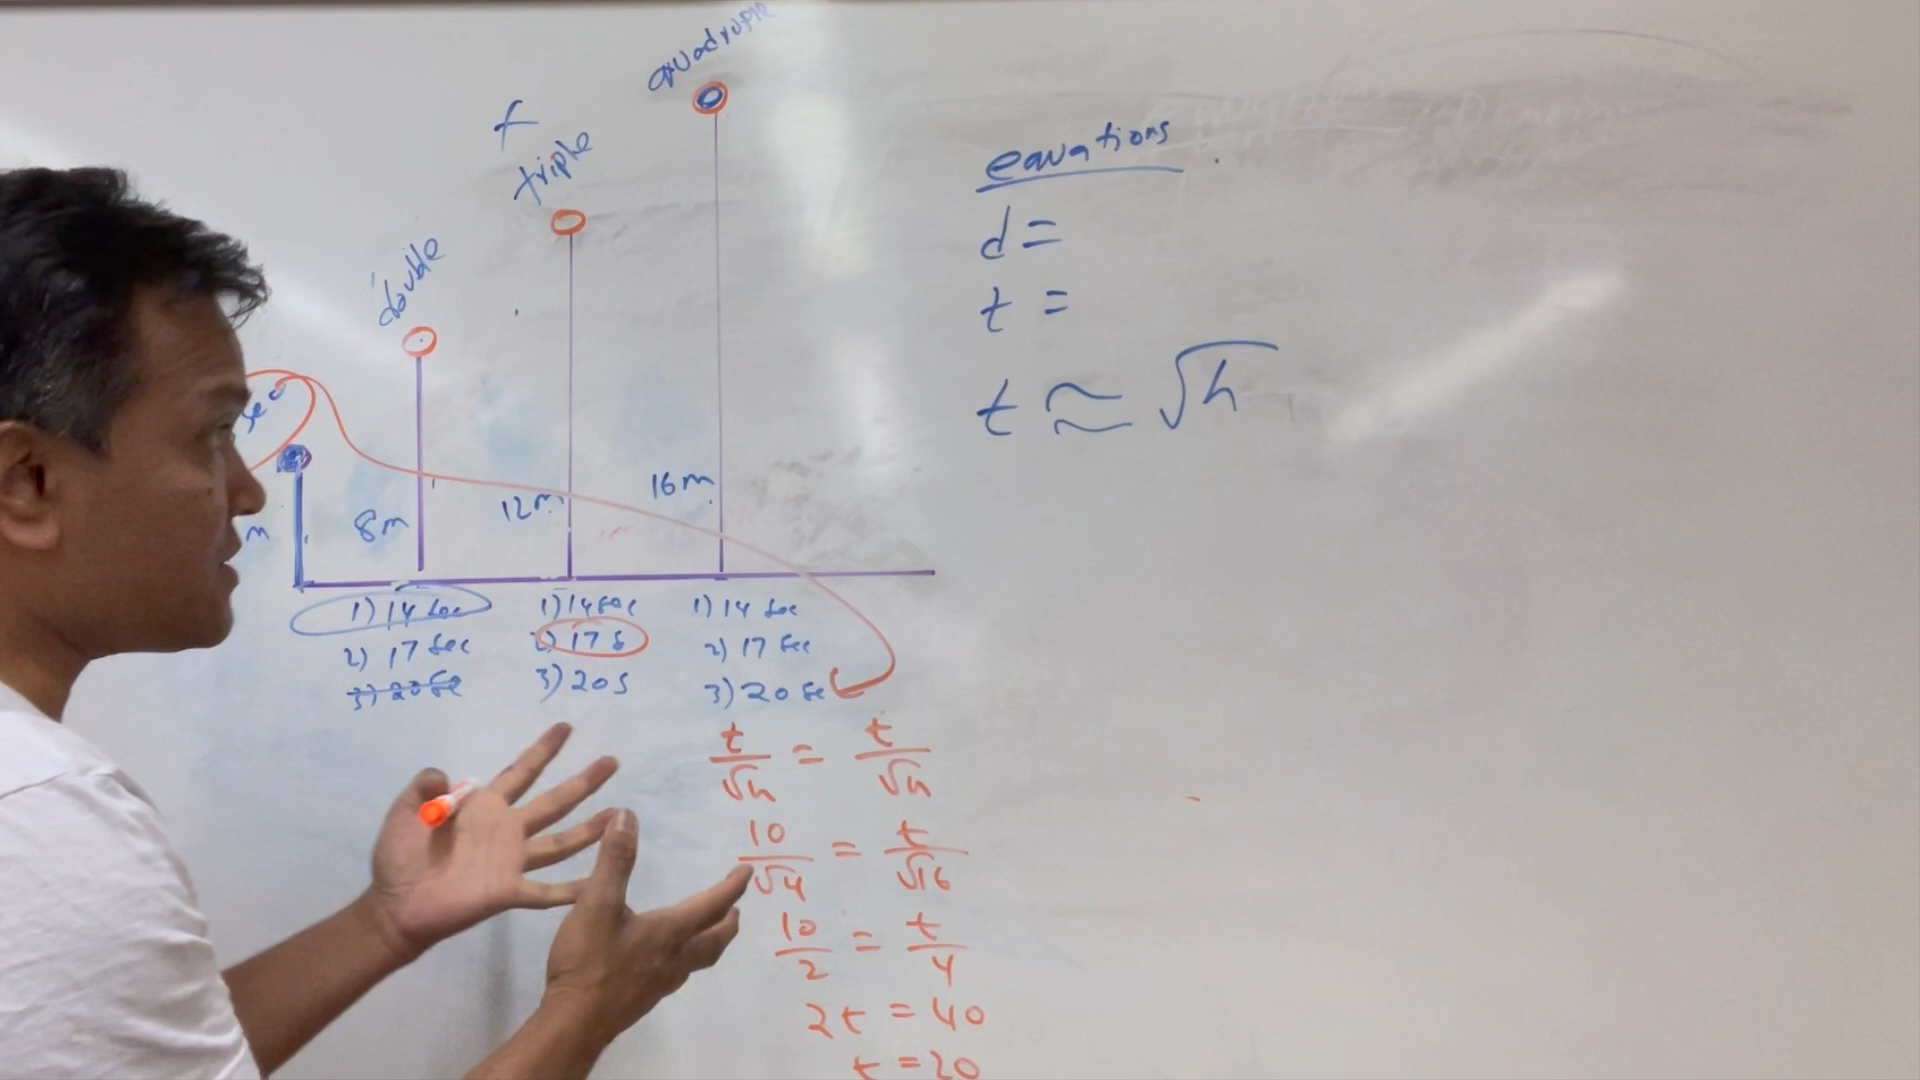 quadruple
triple
double
sec
m
8m
12m
16m
1) 14 sec
2) 17 sec
3) 20 se
1) 14 sec
2) 17 s
3) 20 s
1) 14 sec
2) 17 sec
3) 20 sec
t/√h = t/√h
10/√4 = t/√16
10/2 = t/4
2t = 40
t = 20
equations
d =
t =
t ≈ √h